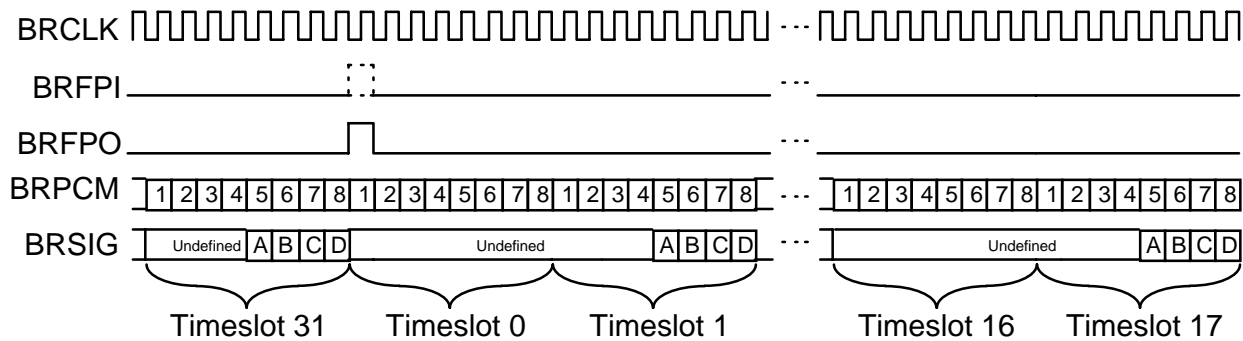 BRCLK ...
BRFPI ...
BRFPO ...
BRPCM 1 2 3 4 5 6 7 8 1 2 3 4 5 6 7 8 1 2 3 4 5 6 7 8 ... 1 2 3 4 5 6 7 8 1 2 3 4 5 6 7 8
BRSIG Undefined A B C D Undefined A B C D ... Undefined A B C D
Timeslot 31 Timeslot 0 Timeslot 1 Timeslot 16 Timeslot 17